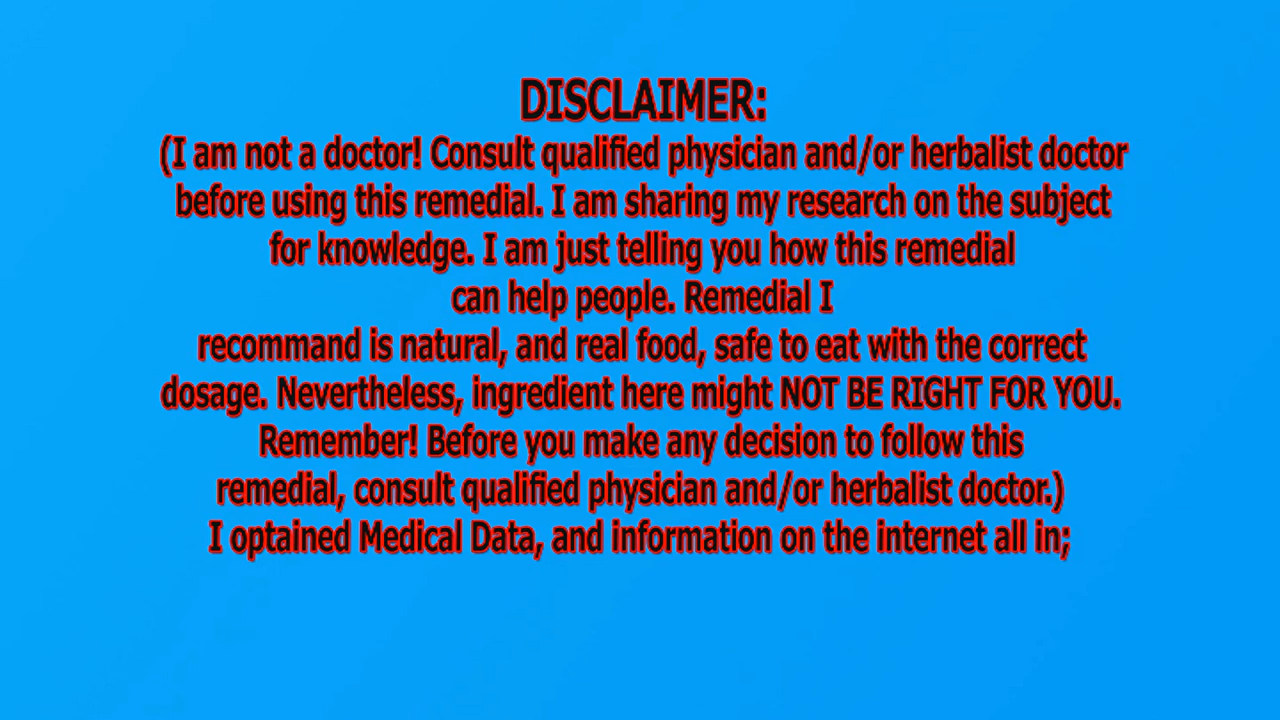 DISCLAIMER:
(I am not a doctor! Consult qualified physician and/or herbalist doctor
before using this remedial. I am sharing my research on the subject
for knowledge. I am just telling you how this remedial
can help people. Remedial I
recommand is natural, and real food, safe to eat with the correct
dosage. Nevertheless, ingredient here might NOT BE RIGHT FOR YOU.
Remember! Before you make any decision to follow this
remedial, consult qualified physician and/or herbalist doctor.)
I optained Medical Data, and information on the internet all in;